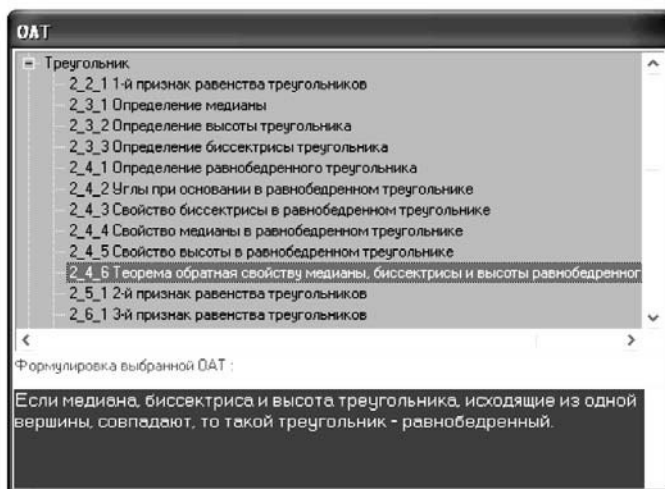 ОАТ
Треугольник
2_2_1 1-й признак равенства треугольников
2_3_1 Определение медианы
2_3_2 Определение высоты треугольника
2_3_3 Определение биссектрисы треугольника
2_4_1 Определение равнобедренного треугольника
2_4_2 Углы при основании в равнобедренном треугольнике
2_4_3 Свойство биссектрисы в равнобедренном треугольнике
2_4_4 Свойство медианы в равнобедренном треугольнике
2_4_5 Свойство высоты в равнобедренном треугольнике
2_4_6 Теорема обратная свойству медианы, биссектрисы и высоты равнобедренног
2_5_1 2-й признак равенства треугольников
2_6_1 3-й признак равенства треугольников
Формулировка выбранной ОАТ :
Если медиана, биссектриса и высота треугольника, исходящие из одной
вершины, совпадают, то такой треугольник - равнобедренный.